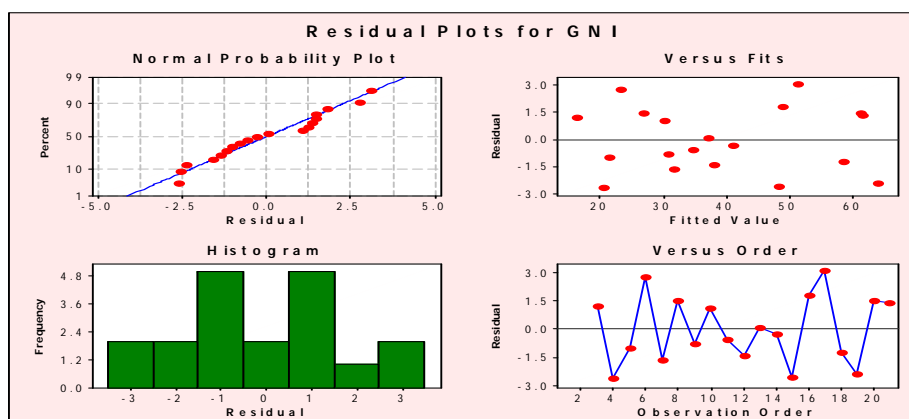 Residual Plots for GNI
Normal Probability Plot
99
90
50
10
1
Percent
-5.0 -2.5 0.0 2.5 5.0
Residual
Versus Fits
3.0
1.5
0.0
-1.5
-3.0
Residual
20 30 40 50 60
Fitted Value
Histogram
4.8
3.6
2.4
1.2
0.0
Frequency
-3 -2 -1 0 1 2 3
Residual
Versus Order
3.0
1.5
0.0
-1.5
-3.0
Residual
2 4 6 8 10 12 14 16 18 20
Observation Order